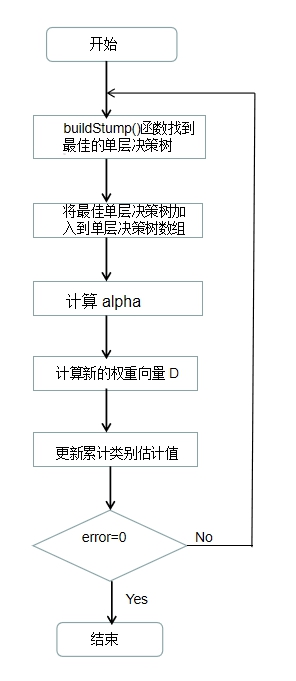 开始
buildStump()函数找到
最佳的单层决策树
将最佳单层决策树加
入到单层决策树数组
计算 alpha
计算新的权重向量 D
更新累计类别估计值
error=0
No
Yes
结束